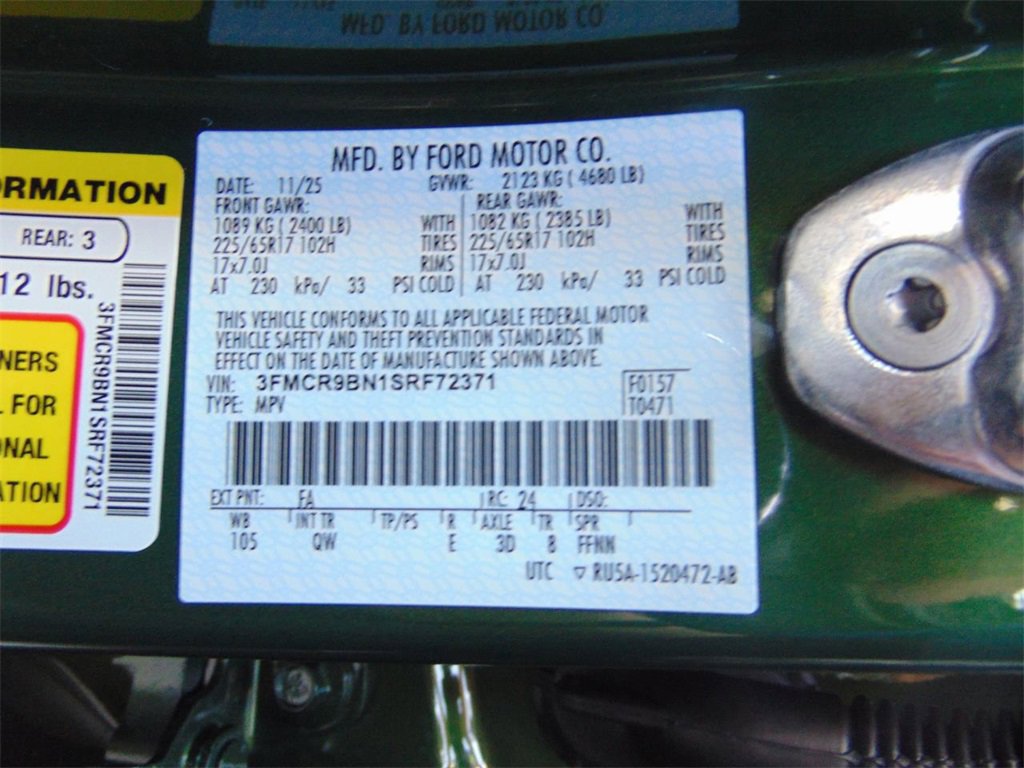 MFD. BY FORD MOTOR CO.
DATE: 11/25 GVWR: 2123 KG ( 4680 LB)
FRONT GAWR: REAR GAWR:
1089 KG ( 2400 LB) WITH 1082 KG ( 2385 LB) WITH
225/65R17 102H TIRES 225/65R17 102H TIRES
17x7.0J RIMS 17x7.0J RIMS
AT 230 kPa/ 33 PSI COLD AT 230 kPa/ 33 PSI COLD
THIS VEHICLE CONFORMS TO ALL APPLICABLE FEDERAL MOTOR
VEHICLE SAFETY AND THEFT PREVENTION STANDARDS IN
EFFECT ON THE DATE OF MANUFACTURE SHOWN ABOVE.
VIN: 3FMCR9BN1SRF72371 F0157
TYPE: MPV T0471
EXT PNT: FA RC: 24 DSO:
WB INT TR TP/PS R AXLE TR SPR
105 QW E 3D 8 FFNN
UTC ▽ RU5A-1520472-AB
RMATION
REAR: 3
12 lbs.
3FMCR9BN1SRF72371
NERS
L FOR
ONAL
ATION
MFD. BY FORD MOTOR CO.